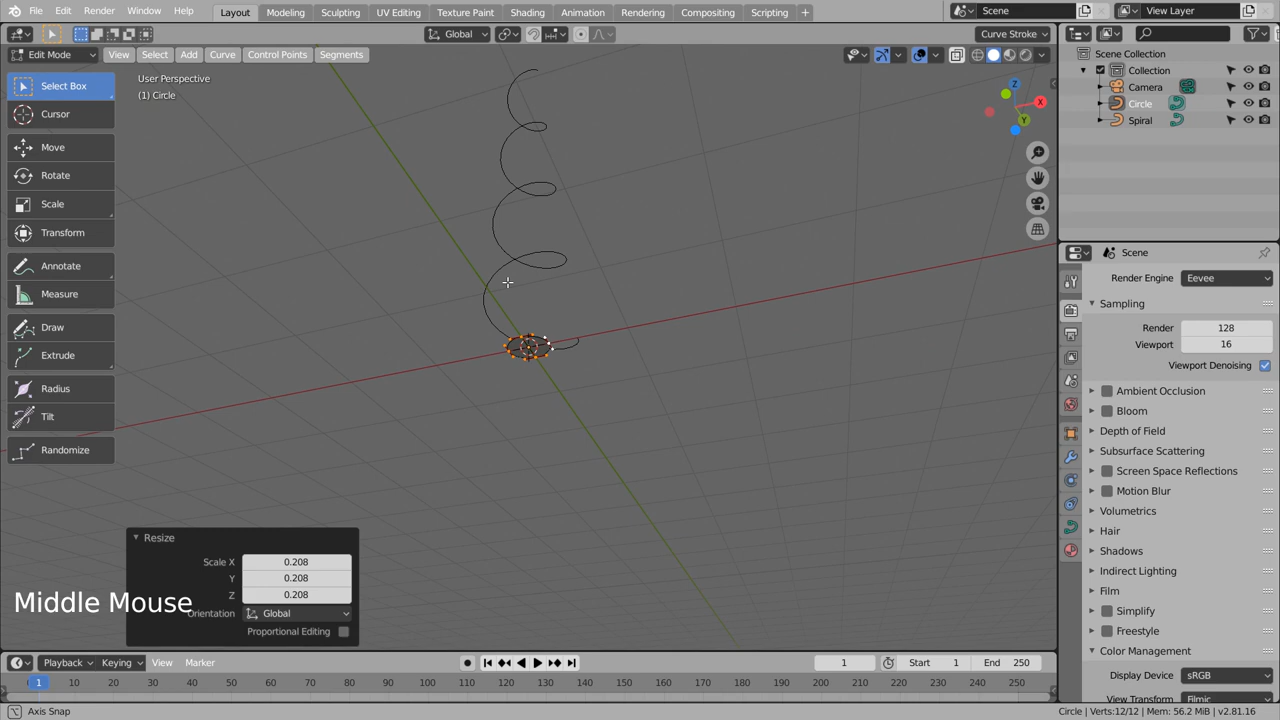 File Edit Render Window Help Layout Modeling Sculpting UV Editing Texture Paint Shading Animation Rendering Compositing Scripting + Scene View Layer
Global Curve Stroke
Edit Mode View Select Add Curve Control Points Segments
User Perspective
(1) Circle
Select Box
Cursor
Move
Rotate
Scale
Transform
Annotate
Measure
Draw
Extrude
Radius
Tilt
Randomize
Z
X
Y
Resize
Scale X 0.208
Y 0.208
Z 0.208
Orientation Global
Proportional Editing
Middle Mouse
Scene Collection
Collection
Camera
Circle
Spiral
Scene
Render Engine Eevee
Sampling
Render 128
Viewport 16
Viewport Denoising
Ambient Occlusion
Bloom
Depth of Field
Subsurface Scattering
Screen Space Reflections
Motion Blur
Volumetrics
Hair
Shadows
Indirect Lighting
Film
Simplify
Freestyle
Color Management
Display Device sRGB
View Transform Filmic
Playback Keying View Marker 1 Start 1 End 250
1 10 20 30 40 50 60 70 80 90 100 110 120 130 140 150 160 170 180 190 200 210 220 230 240 250
Axis Snap
Circle | Verts:12/12 | Mem: 56.2 MiB | v2.81.16